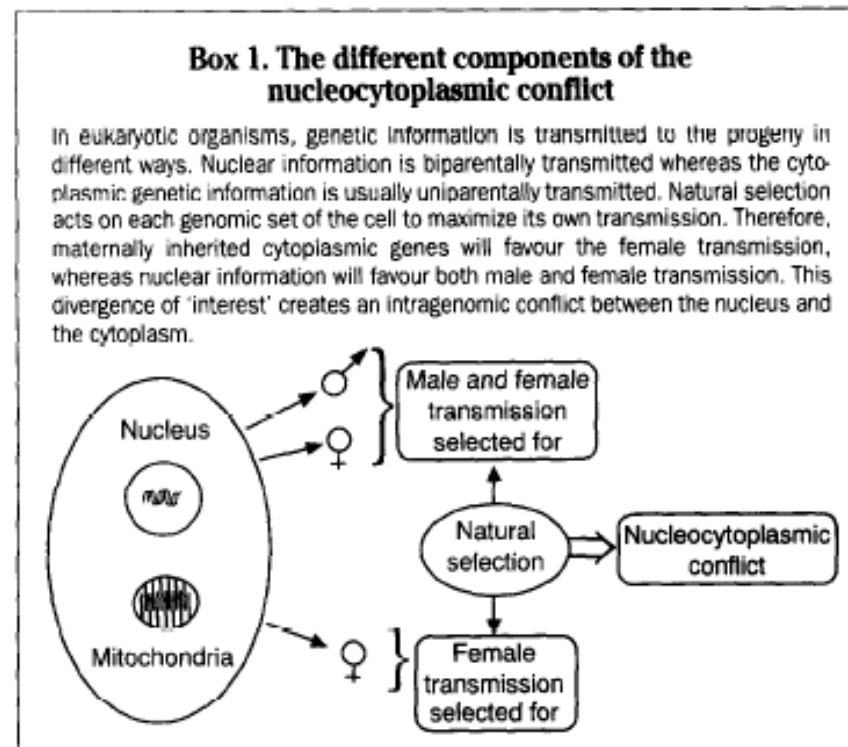 Box 1. The different components of the
nucleocytoplasmic conflict
In eukaryotic organisms, genetic information is transmitted to the progeny in
different ways. Nuclear information is biparentally transmitted whereas the cyto-
plasmic genetic information is usually uniparentally transmitted. Natural selection
acts on each genomic set of the cell to maximize its own transmission. Therefore,
maternally inherited cytoplasmic genes will favour the female transmission,
whereas nuclear information will favour both male and female transmission. This
divergence of 'interest' creates an intragenomic conflict between the nucleus and
the cytoplasm.
Nucleus
♂
♀
Male and female
transmission
selected for
Natural
selection
Nucleocytoplasmic
conflict
Mitochondria
♀
Female
transmission
selected for